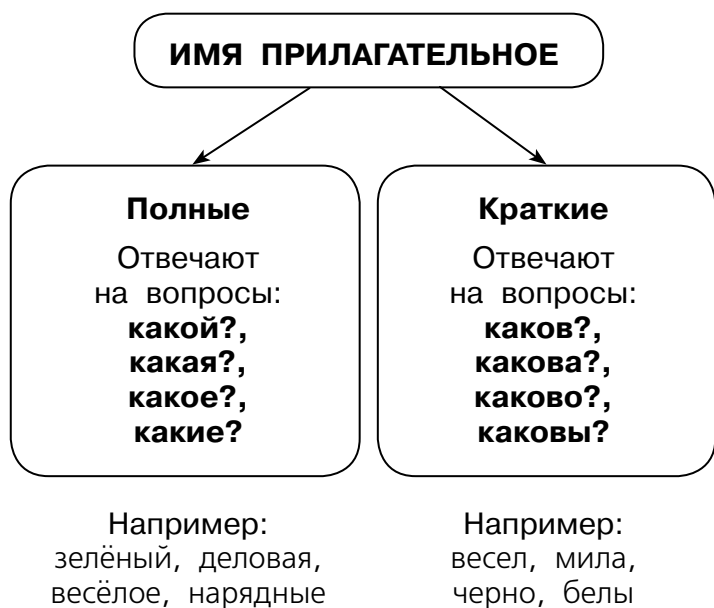 ИМЯ ПРИЛАГАТЕЛЬНОЕ
Полные
Отвечают
на вопросы:
какой?,
какая?,
какое?,
какие?
Например:
зелёный, деловая,
весёлое, нарядные
Краткие
Отвечают
на вопросы:
каков?,
какова?,
каково?,
каковы?
Например:
весел, мила,
черно, белы